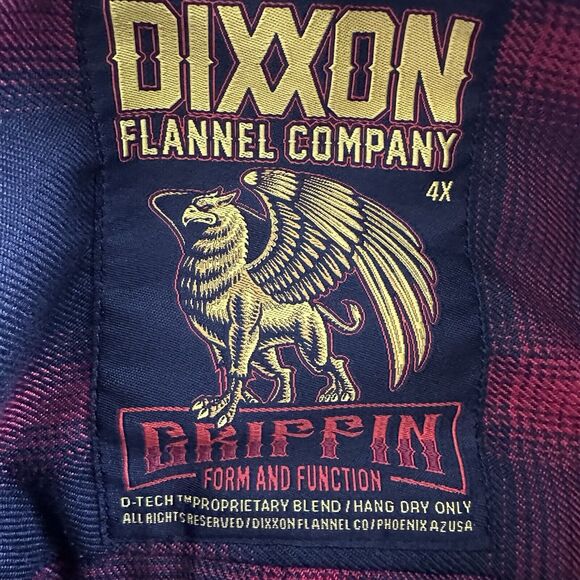 DIXXON
FLANNEL COMPANY
4X
GRIFFIN
FORM AND FUNCTION
D-TECH™ PROPRIETARY BLEND / HANG DRY ONLY
ALL RIGHTS RESERVED / DIXXON FLANNEL CO / PHOENIX AZ USA